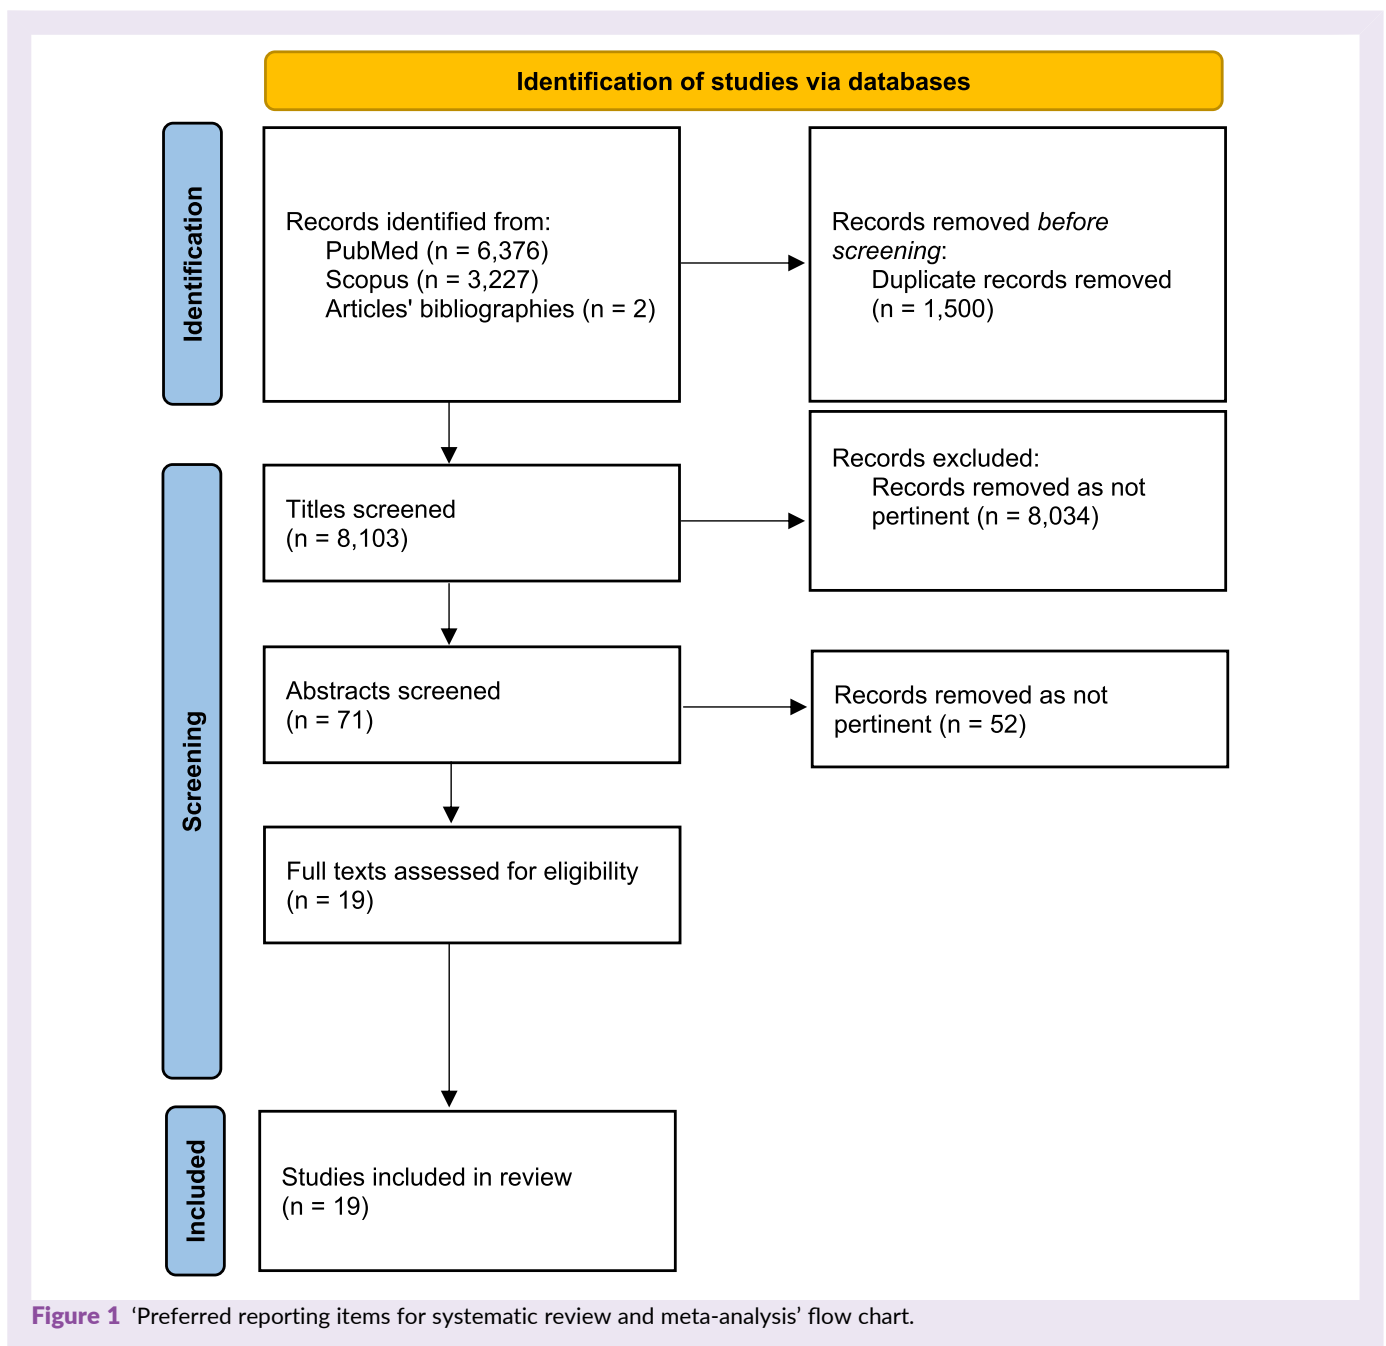 Identification of studies via databases
Identification
Records identified from:
PubMed (n = 6,376)
Scopus (n = 3,227)
Articles' bibliographies (n = 2)
Records removed before
screening:
Duplicate records removed
(n = 1,500)
Screening
Titles screened
(n = 8,103)
Records excluded:
Records removed as not
pertinent (n = 8,034)
Abstracts screened
(n = 71)
Records removed as not
pertinent (n = 52)
Full texts assessed for eligibility
(n = 19)
Included
Studies included in review
(n = 19)
Figure 1 ‘Preferred reporting items for systematic review and meta-analysis’ flow chart.